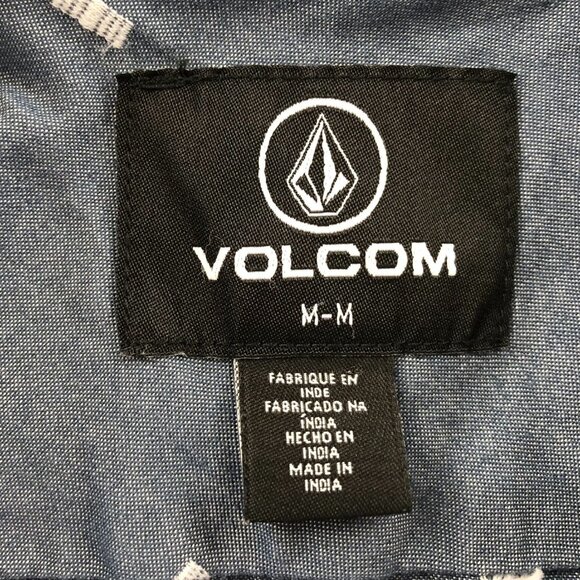 VOLCOM
M-M
FABRIQUE EN
INDE
FABRICADO NA
ÍNDIA
HECHO EN
INDIA
MADE IN
INDIA